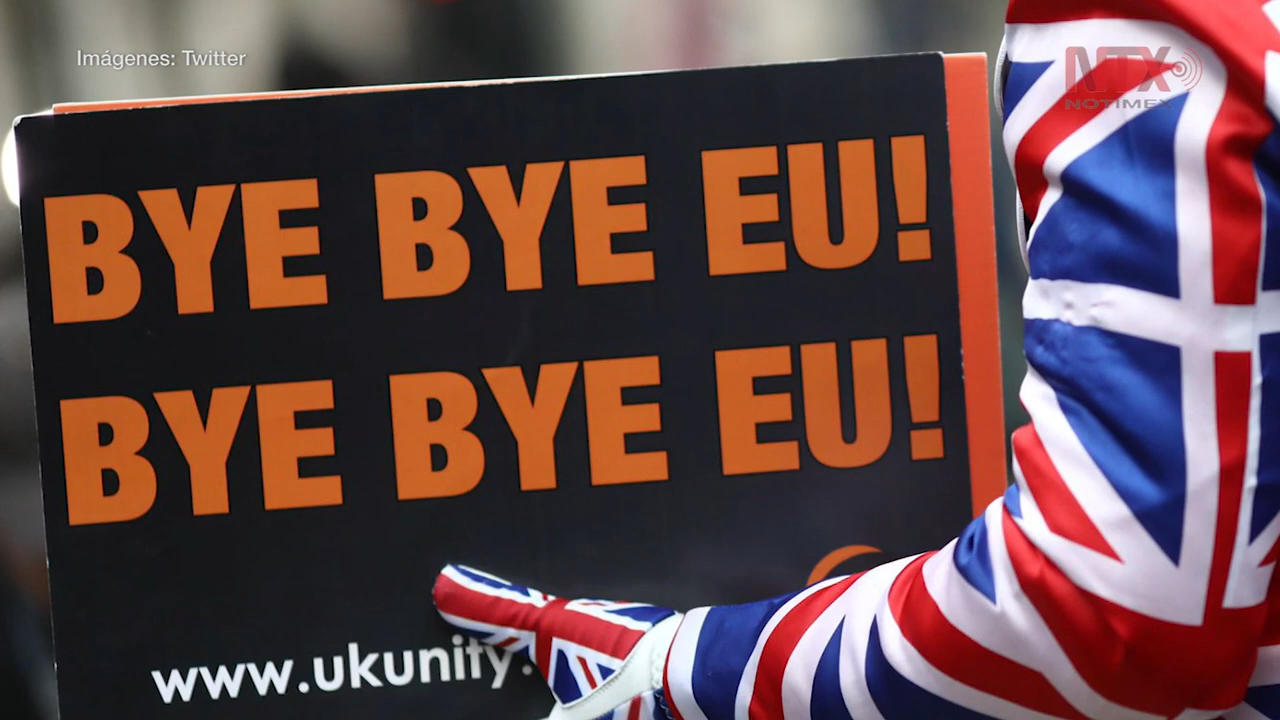 Imágenes: Twitter
NTX
NOTIMEX
BYE BYE EU!
BYE BYE EU!
www.ukunity.